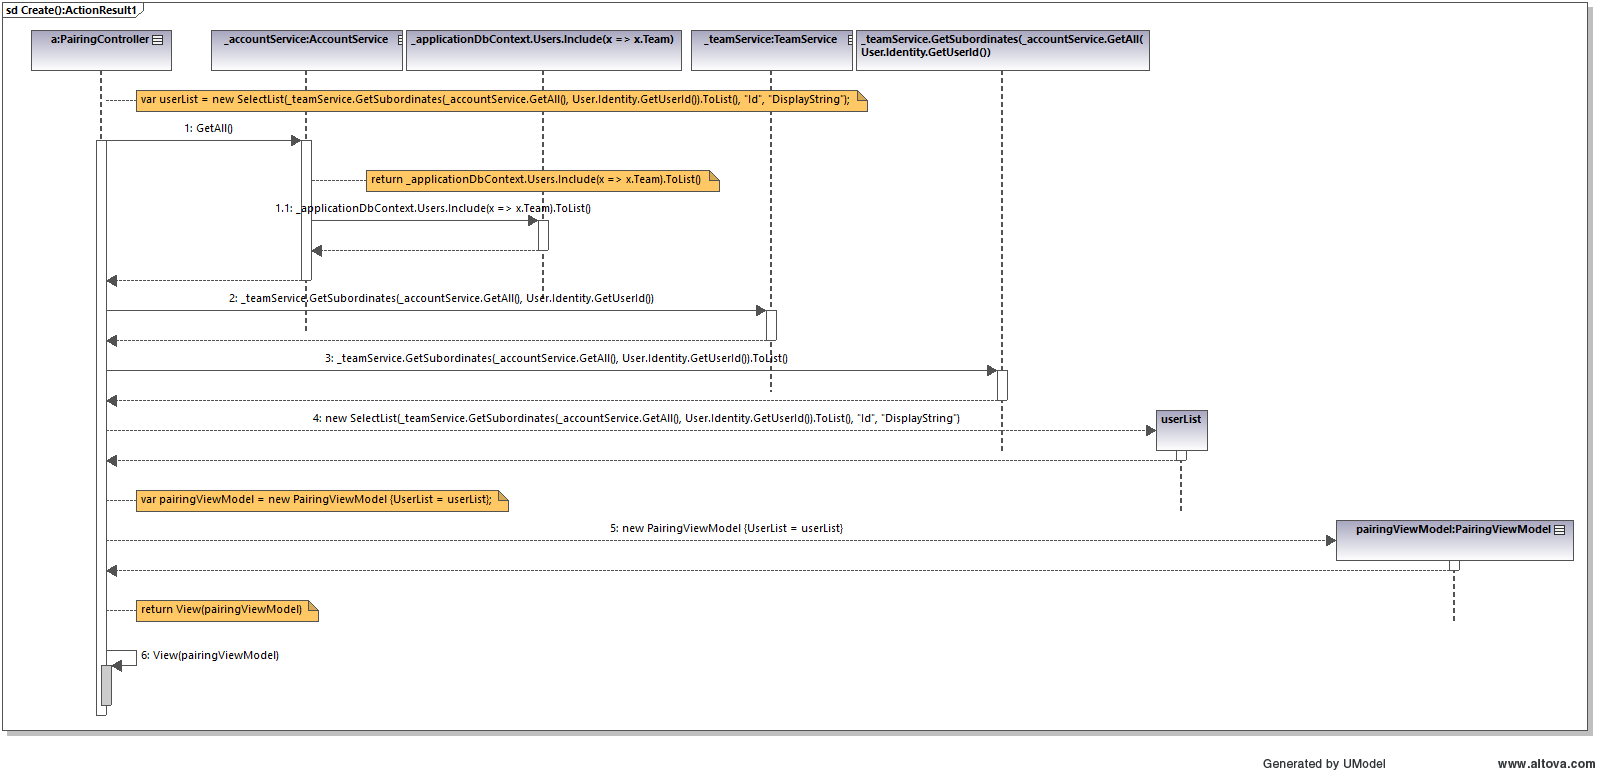 sd Create():ActionResult1
a:PairingController
_accountService:AccountService
_applicationDbContext.Users.Include(x => x.Team)
_teamService:TeamService
_teamService.GetSubordinates(_accountService.GetAll(
User.Identity.GetUserId())
var userList = new SelectList(_teamService.GetSubordinates(_accountService.GetAll(), User.Identity.GetUserId()).ToList(), "Id", "DisplayString");
1: GetAll()
return _applicationDbContext.Users.Include(x => x.Team).ToList()
1.1: _applicationDbContext.Users.Include(x => x.Team).ToList()
2: _teamService.GetSubordinates(_accountService.GetAll(), User.Identity.GetUserId())
3: _teamService.GetSubordinates(_accountService.GetAll(), User.Identity.GetUserId()).ToList()
4: new SelectList(_teamService.GetSubordinates(_accountService.GetAll(), User.Identity.GetUserId()).ToList(), "Id", "DisplayString")
userList
var pairingViewModel = new PairingViewModel {UserList = userList};
5: new PairingViewModel {UserList = userList}
pairingViewModel:PairingViewModel
return View(pairingViewModel)
6: View(pairingViewModel)
Generated by UModel
www.altova.com